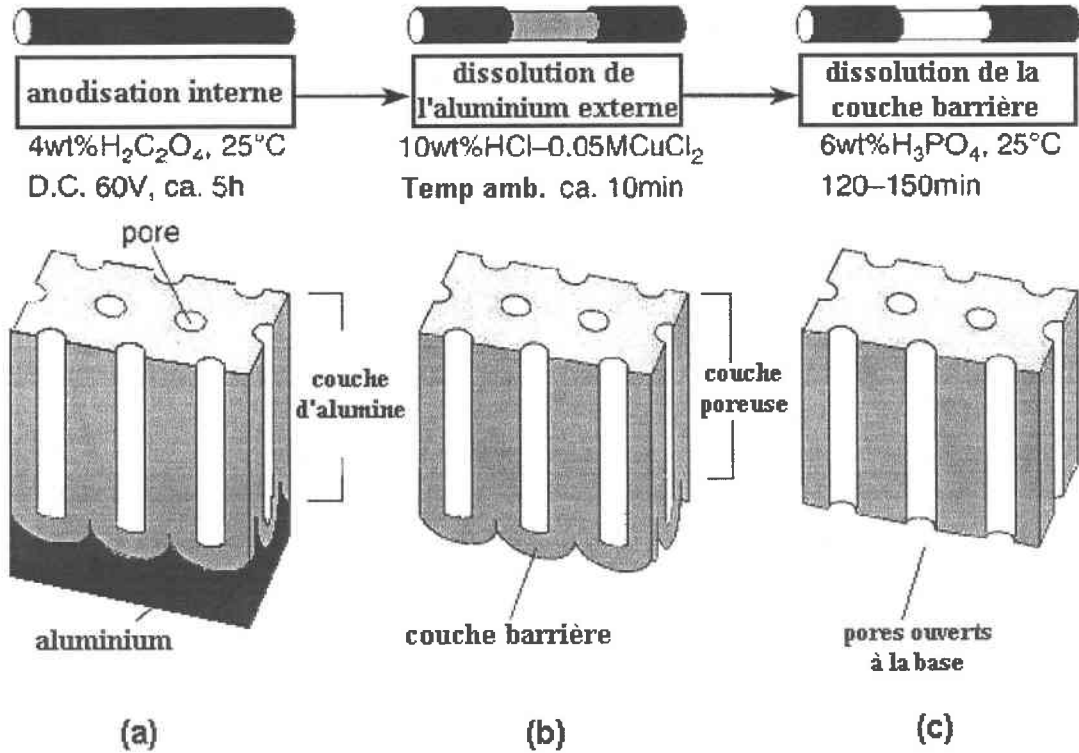 anodisation interne
4wt%H₂C₂O₄, 25°C
D.C. 60V, ca. 5h
dissolution de
l'aluminium externe
10wt%HCl–0.05MCuCl₂
Temp amb. ca. 10min
dissolution de la
couche barrière
6wt%H₃PO₄, 25°C
120–150min
pore
couche
d'alumine
aluminium
(a)
couche
poreuse
couche barrière
(b)
pores ouverts
à la base
(c)